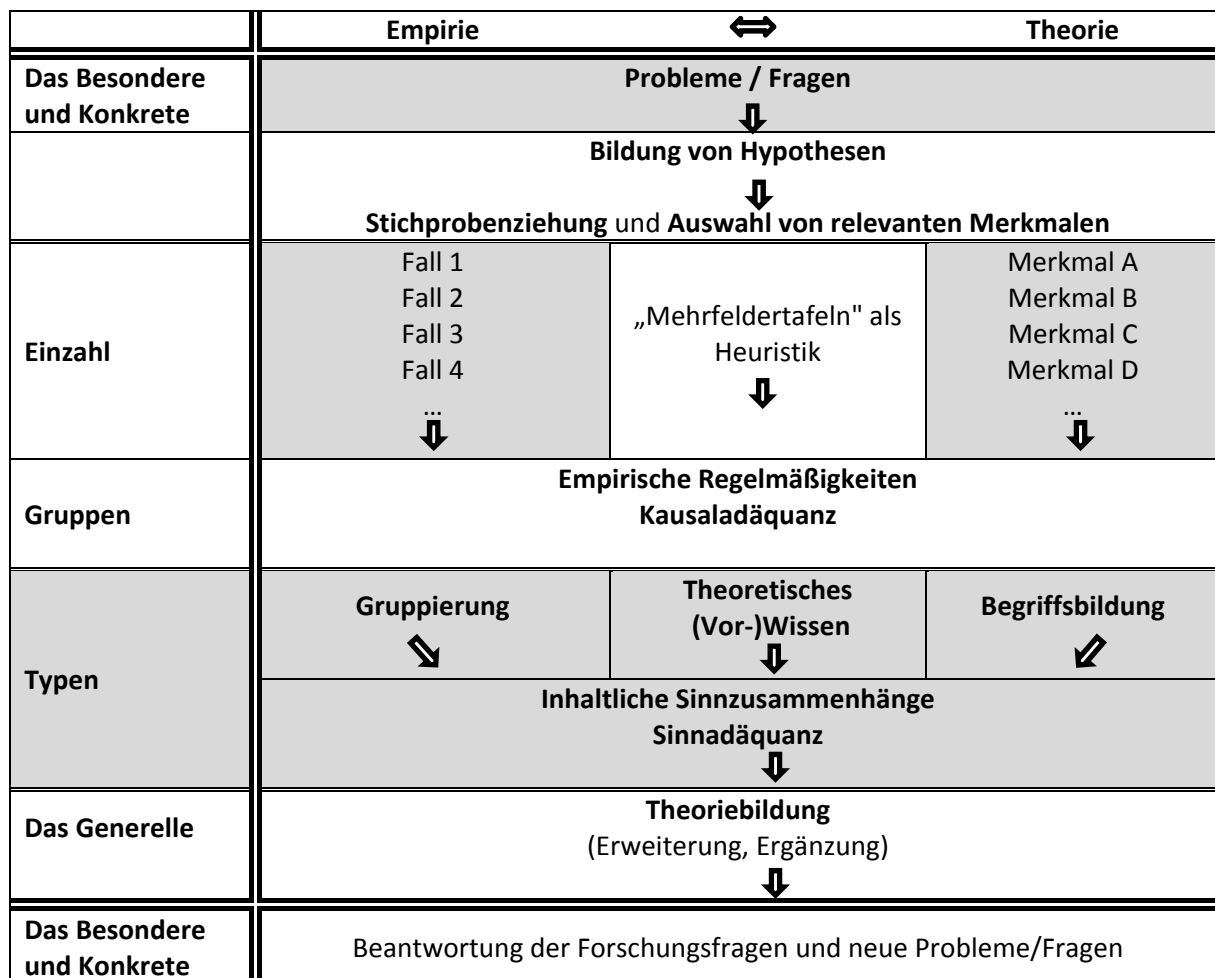 Empirie ⇔ Theorie
Das Besondere
und Konkrete
Probleme / Fragen
Bildung von Hypothesen
Stichprobenziehung und Auswahl von relevanten Merkmalen
Einzahl
Fall 1
Fall 2
Fall 3
Fall 4
...
„Mehrfeldertafeln" als
Heuristik
Merkmal A
Merkmal B
Merkmal C
Merkmal D
...
Gruppen
Empirische Regelmäßigkeiten
Kausaladäquanz
Typen
Gruppierung
Theoretisches
(Vor-)Wissen
Begriffsbildung
Inhaltliche Sinnzusammenhänge
Sinnadäquanz
Das Generelle
Theoriebildung
(Erweiterung, Ergänzung)
Das Besondere
und Konkrete
Beantwortung der Forschungsfragen und neue Probleme/Fragen